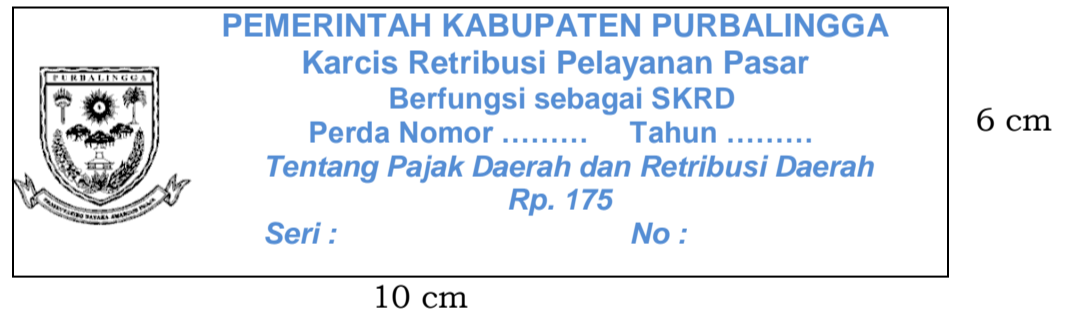 PEMERINTAH KABUPATEN PURBALINGGA
Karcis Retribusi Pelayanan Pasar
Berfungsi sebagai SKRD
Perda Nomor ......... Tahun .........
Tentang Pajak Daerah dan Retribusi Daerah
Rp. 175
Seri : No :
PURBALINGGA
6 cm
10 cm